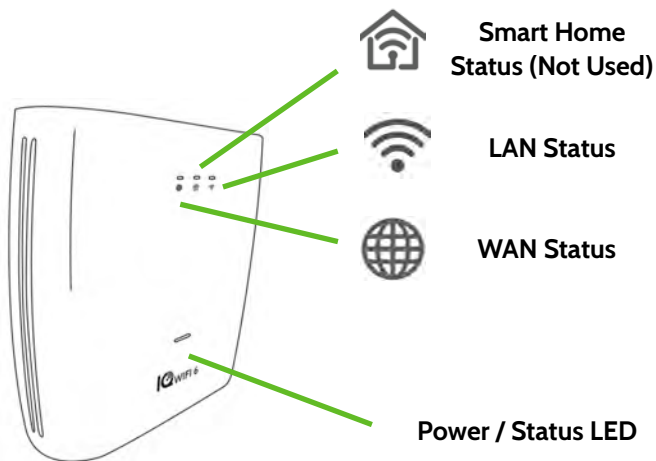 Smart Home
Status (Not Used)
LAN Status
WAN Status
IQ WIFI 6
Power / Status LED